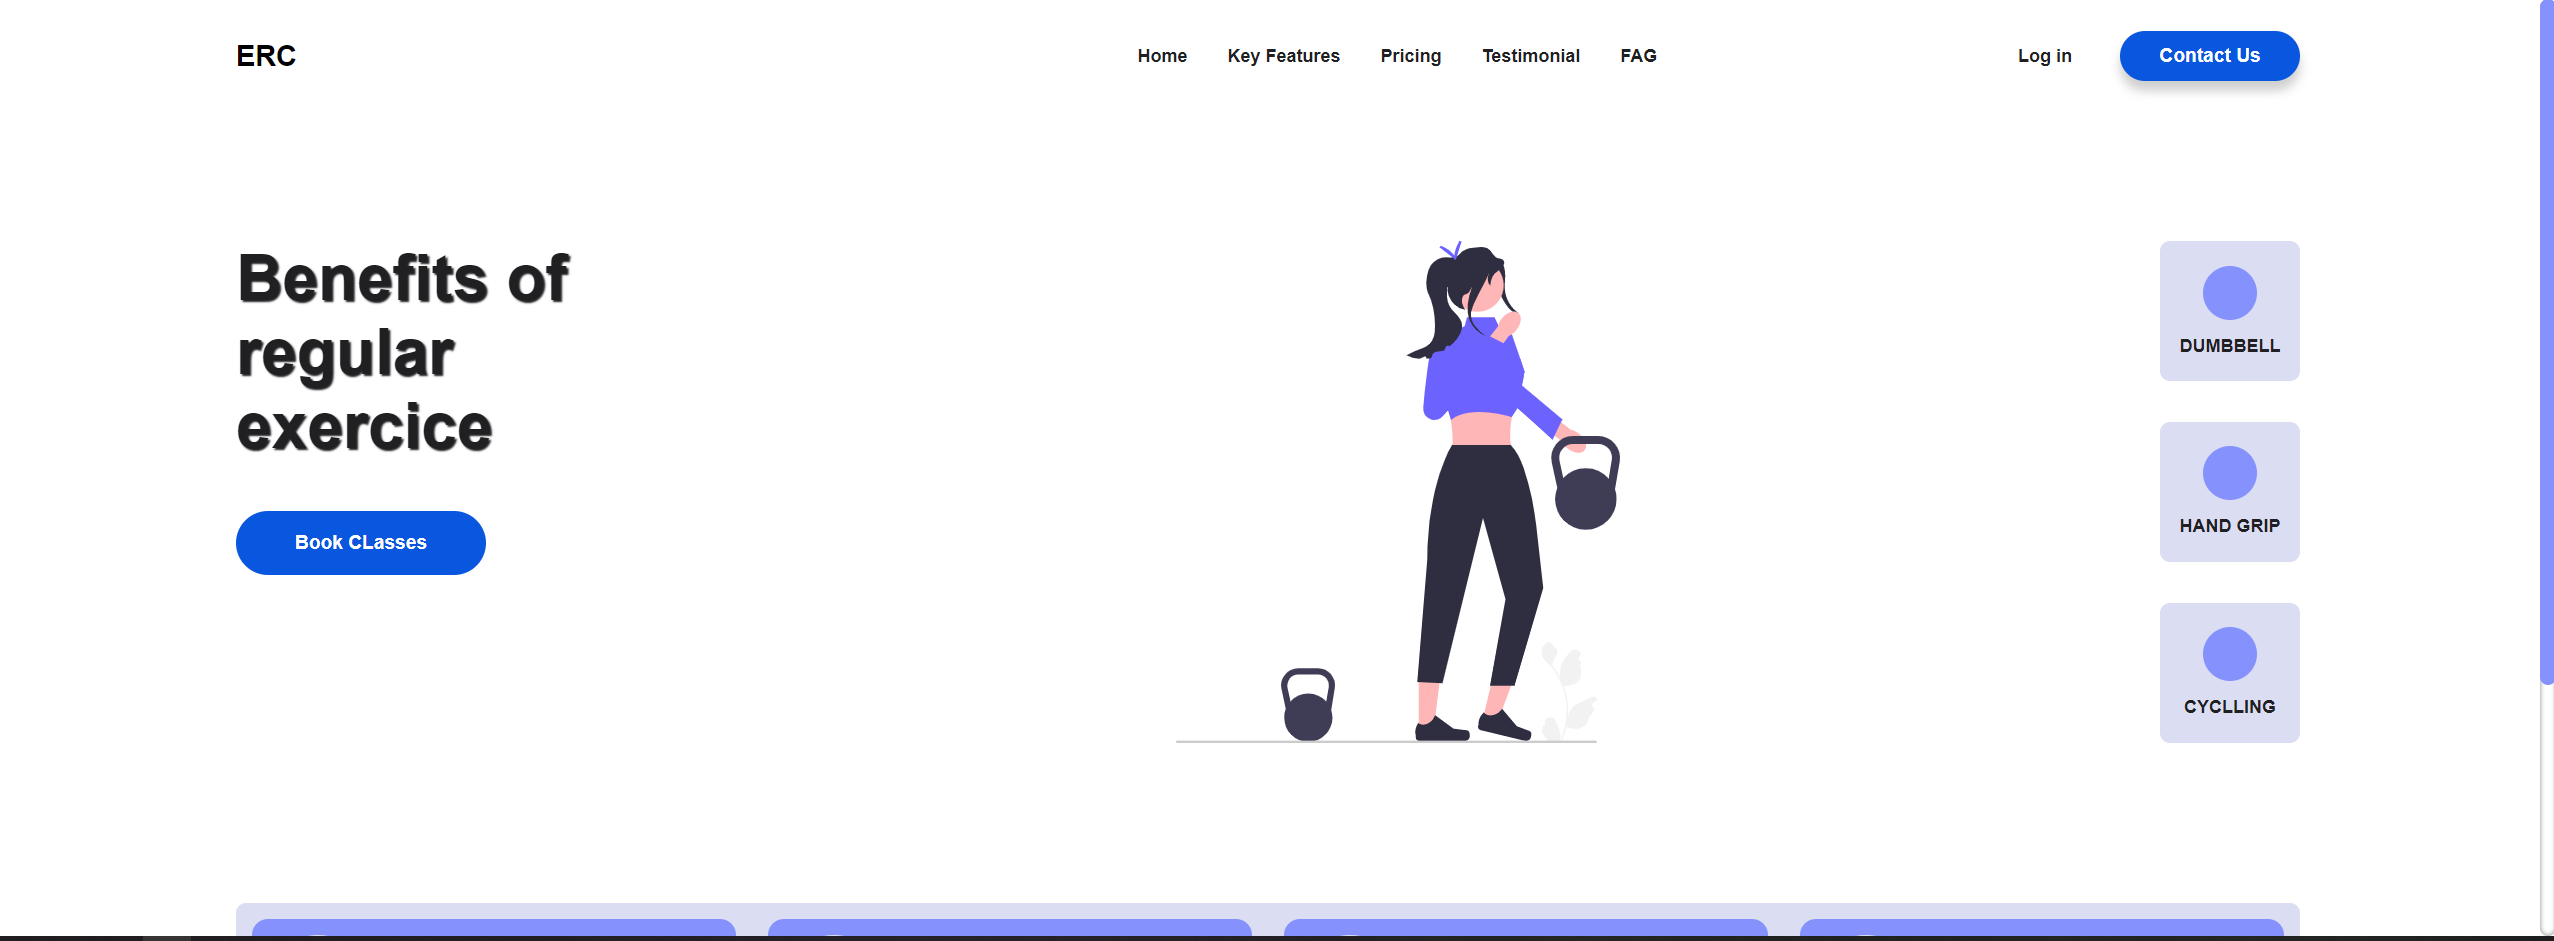 ERC
Home
Key Features
Pricing
Testimonial
FAG
Log in
Contact Us
Benefits of
regular
exercice
Book CLasses
DUMBBELL
HAND GRIP
CYCLLING